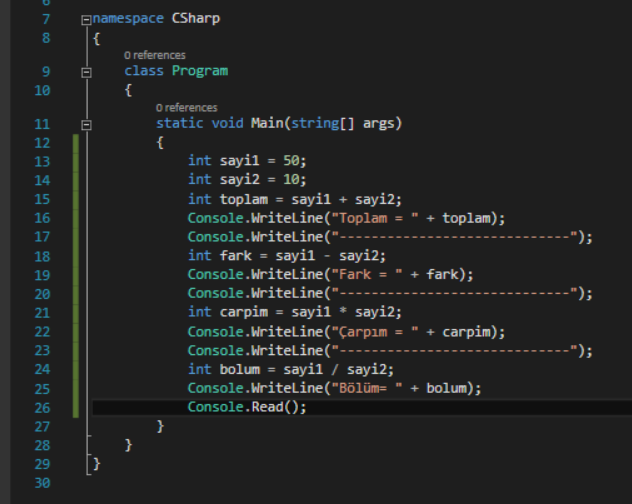 6
7 namespace CSharp
8 {
0 references
9 class Program
10 {
0 references
11 static void Main(string[] args)
12 {
13 int sayi1 = 50;
14 int sayi2 = 10;
15 int toplam = sayi1 + sayi2;
16 Console.WriteLine("Toplam = " + toplam);
17 Console.WriteLine("-----------------------------");
18 int fark = sayi1 - sayi2;
19 Console.WriteLine("Fark = " + fark);
20 Console.WriteLine("-----------------------------");
21 int carpim = sayi1 * sayi2;
22 Console.WriteLine("Çarpım = " + carpim);
23 Console.WriteLine("-----------------------------");
24 int bolum = sayi1 / sayi2;
25 Console.WriteLine("Bölüm= " + bolum);
26 Console.Read();
27 }
28 }
29 }
30